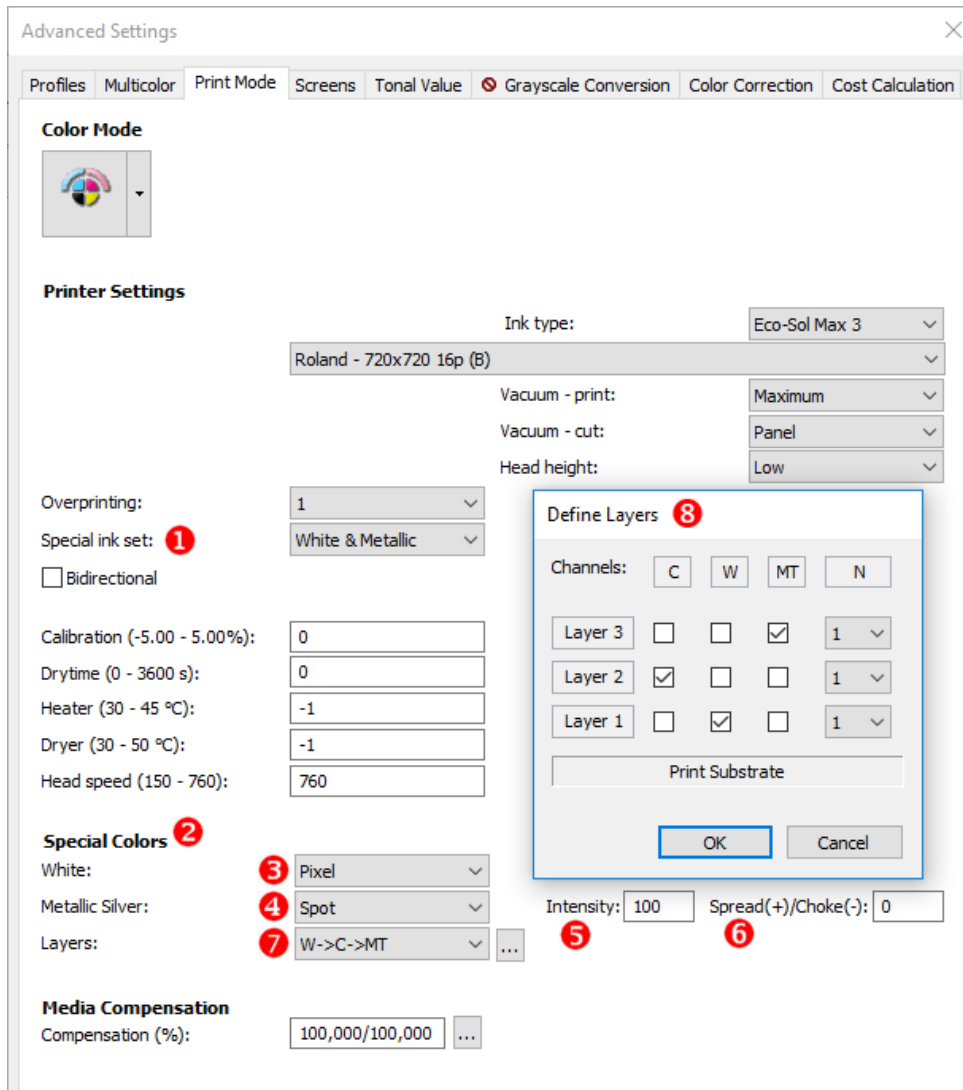 Advanced Settings
Profiles Multicolor Print Mode Screens Tonal Value Grayscale Conversion Color Correction Cost Calculation
Color Mode
Printer Settings
Ink type: Eco-Sol Max 3
Roland - 720x720 16p (B)
Vacuum - print: Maximum
Vacuum - cut: Panel
Head height: Low
Overprinting: 1
Special ink set: 1 White & Metallic
Bidirectional
Calibration (-5.00 - 5.00%): 0
Drytime (0 - 3600 s): 0
Heater (30 - 45 ºC): -1
Dryer (30 - 50 ºC): -1
Head speed (150 - 760): 760
Define Layers 8
Channels: C W MT N
Layer 3 1
Layer 2 1
Layer 1 1
Print Substrate
OK Cancel
Special Colors 2
White: 3 Pixel
Metallic Silver: 4 Spot Intensity: 100 Spread(+)/Choke(-): 0
5 6
Layers: 7 W->C->MT ...
Media Compensation
Compensation (%): 100,000/100,000 ...